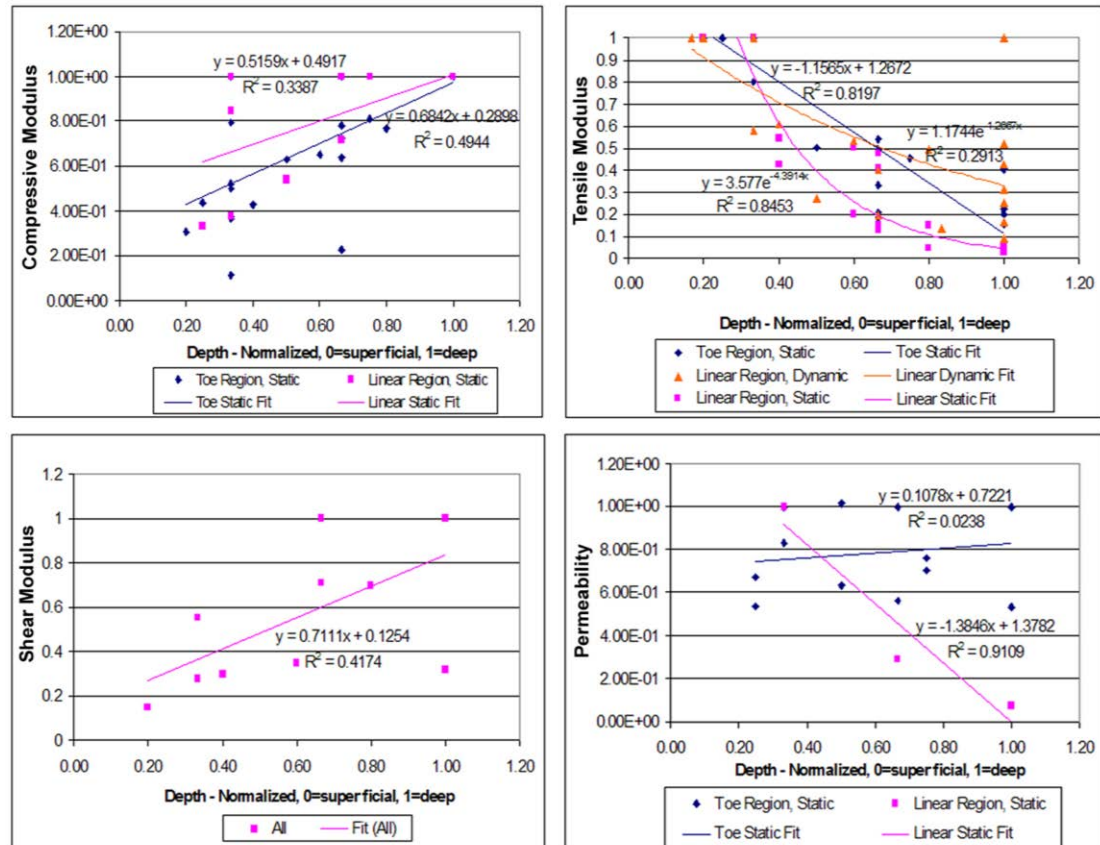 1.20E+00
1.00E+00
8.00E-01
6.00E-01
4.00E-01
2.00E-01
0.00E+00
Compressive Modulus
y = 0.5159x + 0.4917
R² = 0.3387
y = 0.6842x + 0.2898
R² = 0.4944
0.00 0.20 0.40 0.60 0.80 1.00 1.20
Depth - Normalized, 0=superficial, 1=deep
Toe Region, Static Linear Region, Static
Toe Static Fit Linear Static Fit
1
0.9
0.8
0.7
0.6
0.5
0.4
0.3
0.2
0.1
0
Tensile Modulus
y = -1.1565x + 1.2672
R² = 0.8197
1.1744e^-1.2667x
R² = 0.2913
y = 3.577e^-4.3914x
R² = 0.8453
0.00 0.20 0.40 0.60 0.80 1.00 1.20
Depth - Normalized, 0=superficial, 1=deep
Toe Region, Static Toe Static Fit
Linear Region, Dynamic Linear Dynamic Fit
Linear Region, Static Linear Static Fit
1.2
1
0.8
0.6
0.4
0.2
0
Shear Modulus
y = 0.7111x + 0.1254
R² = 0.4174
0.00 0.20 0.40 0.60 0.80 1.00 1.20
Depth - Normalized, 0=superficial, 1=deep
All Fit (All)
1.20E+00
1.00E+00
8.00E-01
6.00E-01
4.00E-01
2.00E-01
0.00E+00
Permeability
y = 0.1078x + 0.7221
R² = 0.0238
y = -1.3846x + 1.3782
R² = 0.9109
0.00 0.20 0.40 0.60 0.80 1.00 1.20
Depth - Normalized, 0=superficial, 1=deep
Toe Region, Static Linear Region, Static
Toe Static Fit Linear Static Fit